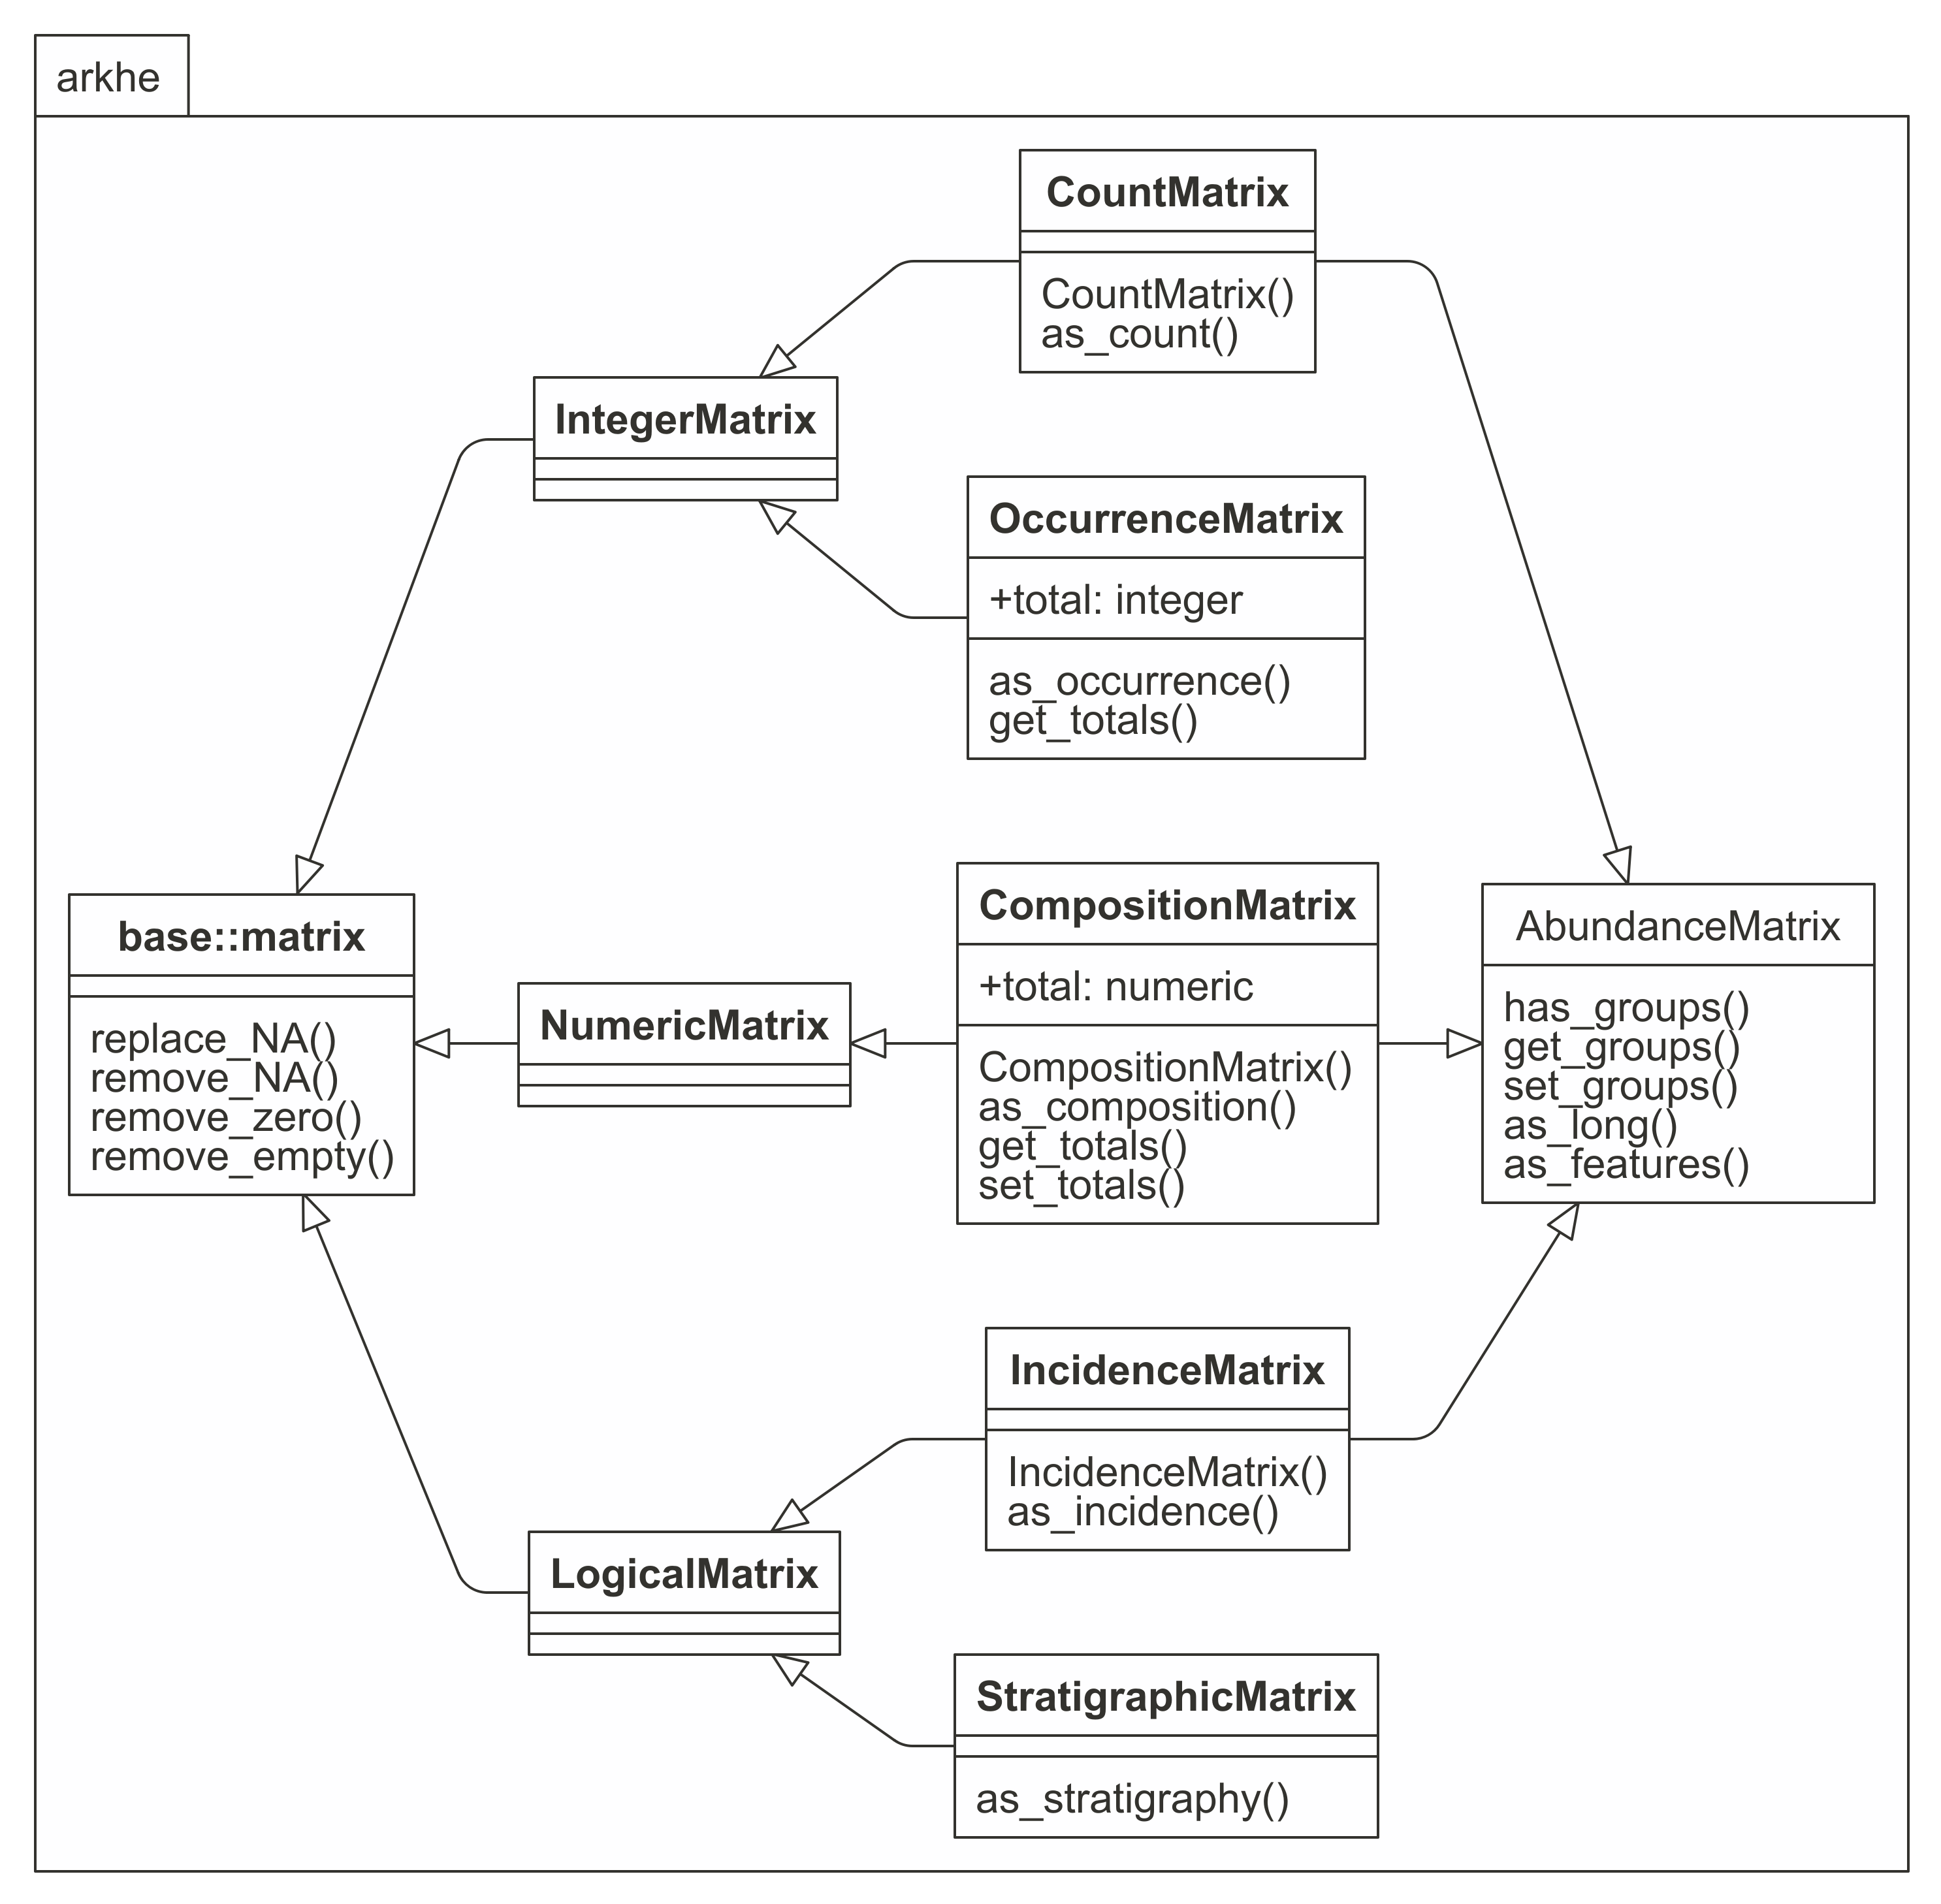 arkhe
CountMatrix
CountMatrix()
as_count()
IntegerMatrix
OccurrenceMatrix
+total: integer
as_occurrence()
get_totals()
base::matrix
replace_NA()
remove_NA()
remove_zero()
remove_empty()
NumericMatrix
CompositionMatrix
+total: numeric
CompositionMatrix()
as_composition()
get_totals()
set_totals()
AbundanceMatrix
has_groups()
get_groups()
set_groups()
as_long()
as_features()
IncidenceMatrix
IncidenceMatrix()
as_incidence()
LogicalMatrix
StratigraphicMatrix
as_stratigraphy()